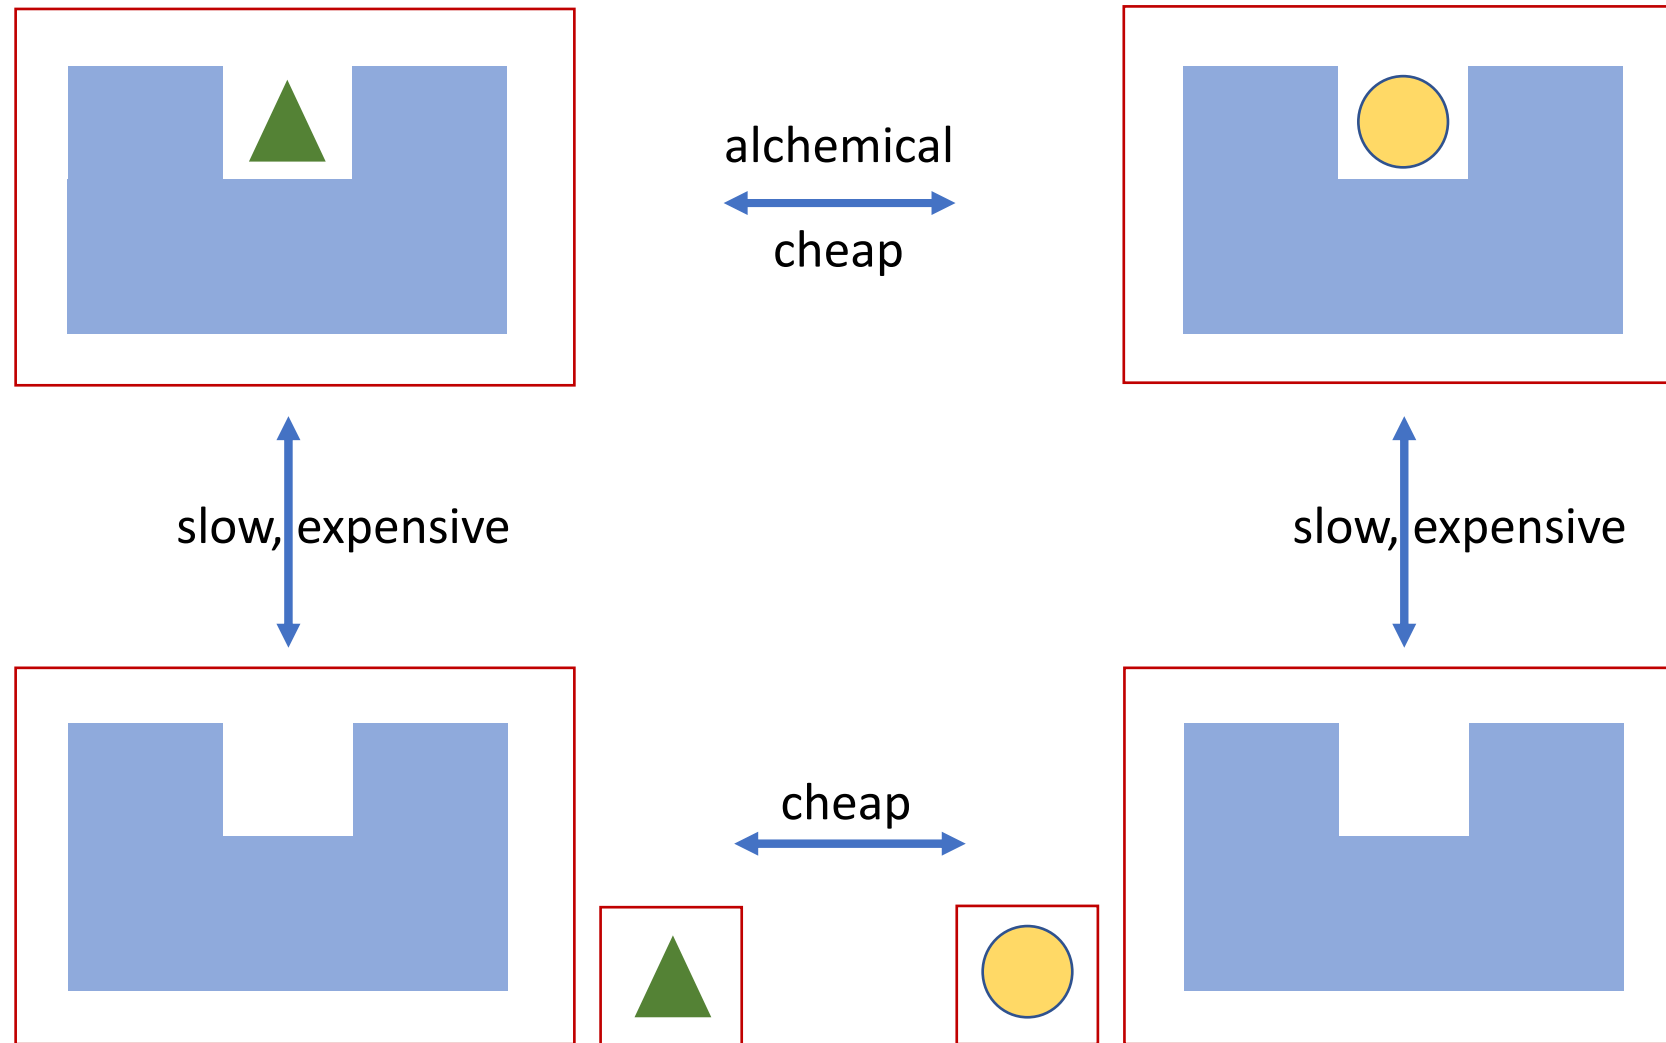 alchemical
cheap
slow, expensive
slow, expensive
cheap